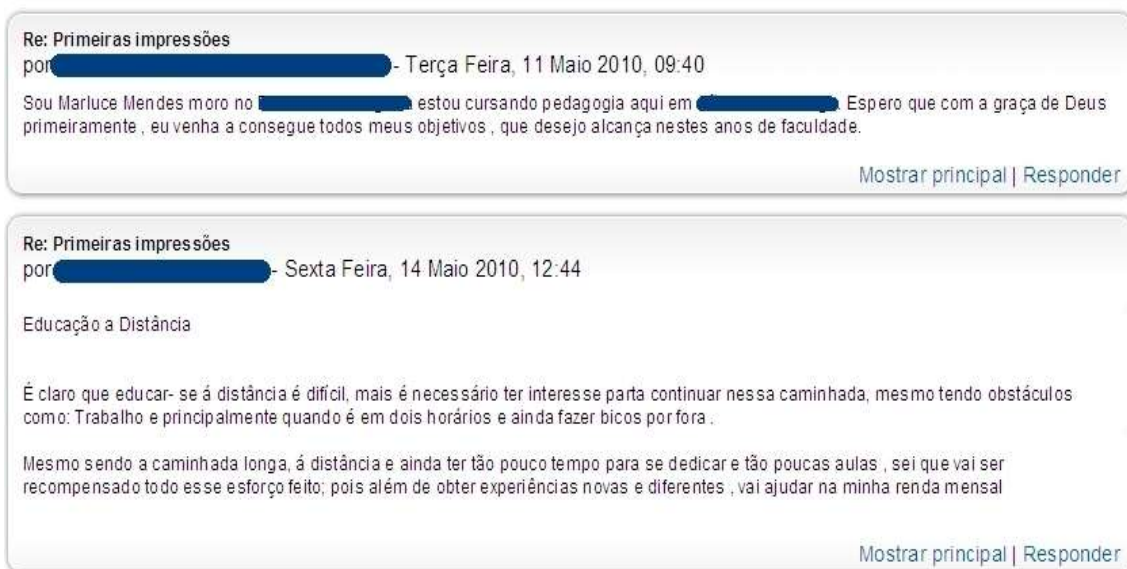 Re: Primeiras impressões
por - Terça Feira, 11 Maio 2010, 09:40
Sou Marluce Mendes moro no estou cursando pedagogia aqui em Espero que com a graça de Deus
primeiramente , eu venha a consegue todos meus objetivos , que desejo alcança nestes anos de faculdade.
Mostrar principal | Responder
Re: Primeiras impressões
por - Sexta Feira, 14 Maio 2010, 12:44
Educação a Distância
É claro que educar- se á distância é difícil, mais é necessário ter interesse parta continuar nessa caminhada, mesmo tendo obstáculos
como: Trabalho e principalmente quando é em dois horários e ainda fazer bicos por fora .
Mesmo sendo a caminhada longa, á distância e ainda ter tão pouco tempo para se dedicar e tão poucas aulas , sei que vai ser
recompensado todo esse esforço feito; pois além de obter experiências novas e diferentes , vai ajudar na minha renda mensal
Mostrar principal | Responder